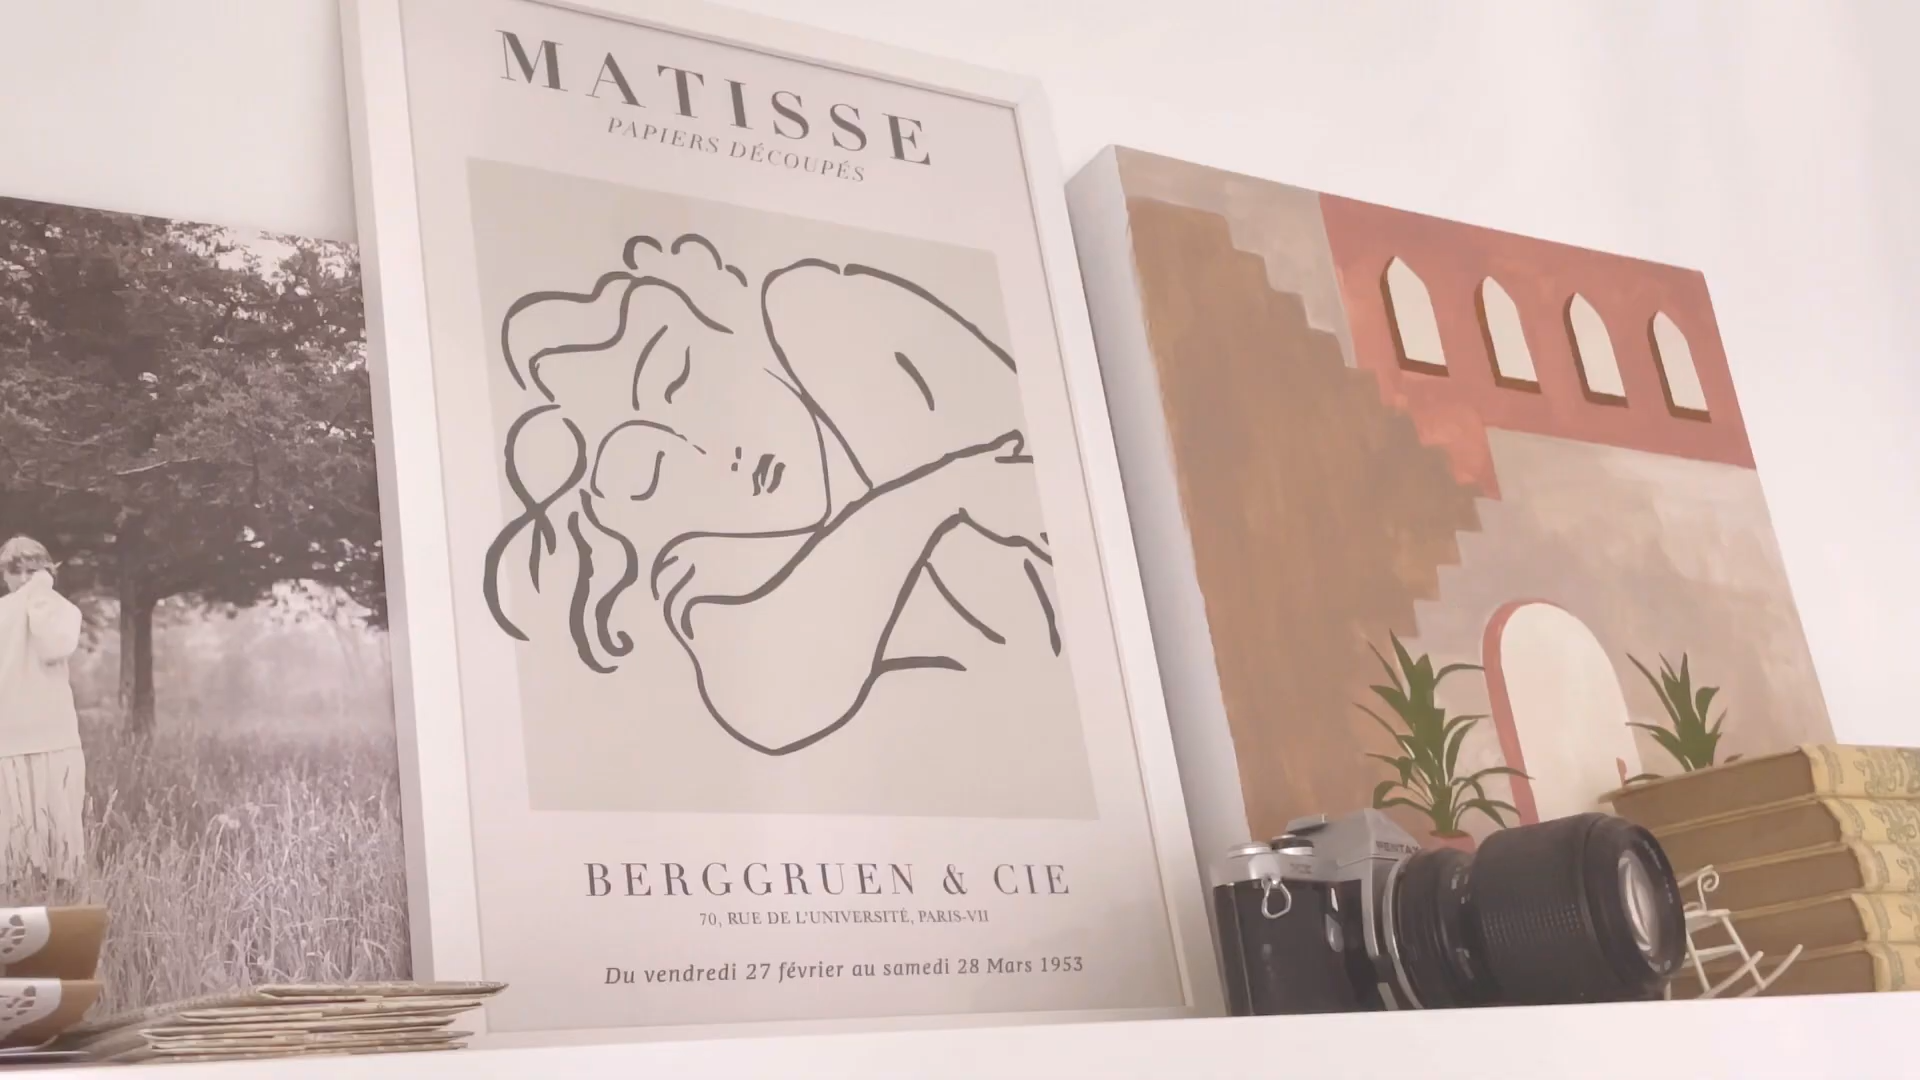 MATISSE
PAPIERS DÉCOUPÉS
BERGGRUEN & CIE
70, RUE DE L'UNIVERSITÉ, PARIS-VII
Du vendredi 27 février au samedi 28 Mars 1953
PENTAX